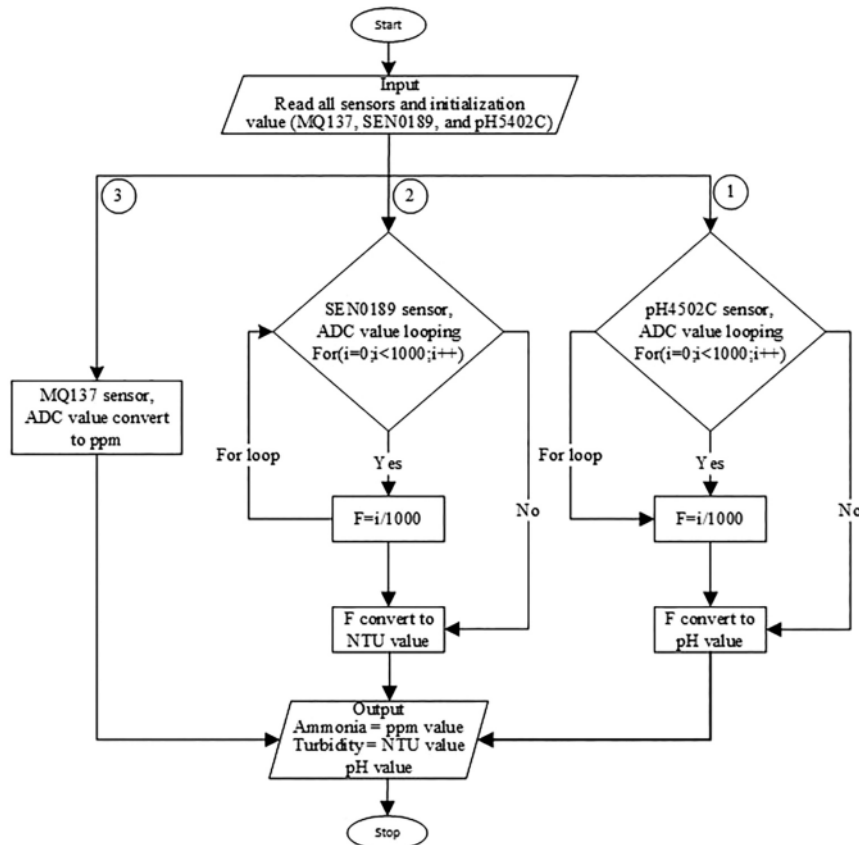 Start
Input
Read all sensors and initialization
value (MQ137, SEN0189, and pH5402C)
3
2
1
SEN0189 sensor,
ADC value looping
For(i=0;i<1000;i++)
pH4502C sensor,
ADC value looping
For(i=0;i<1000;i++)
MQ137 sensor,
ADC value convert
to ppm
For loop
Yes
No
For loop
Yes
No
F=i/1000
F=i/1000
F convert to
NTU value
F convert to
pH value
Output
Ammonia = ppm value
Turbidity = NTU value
pH value
Stop